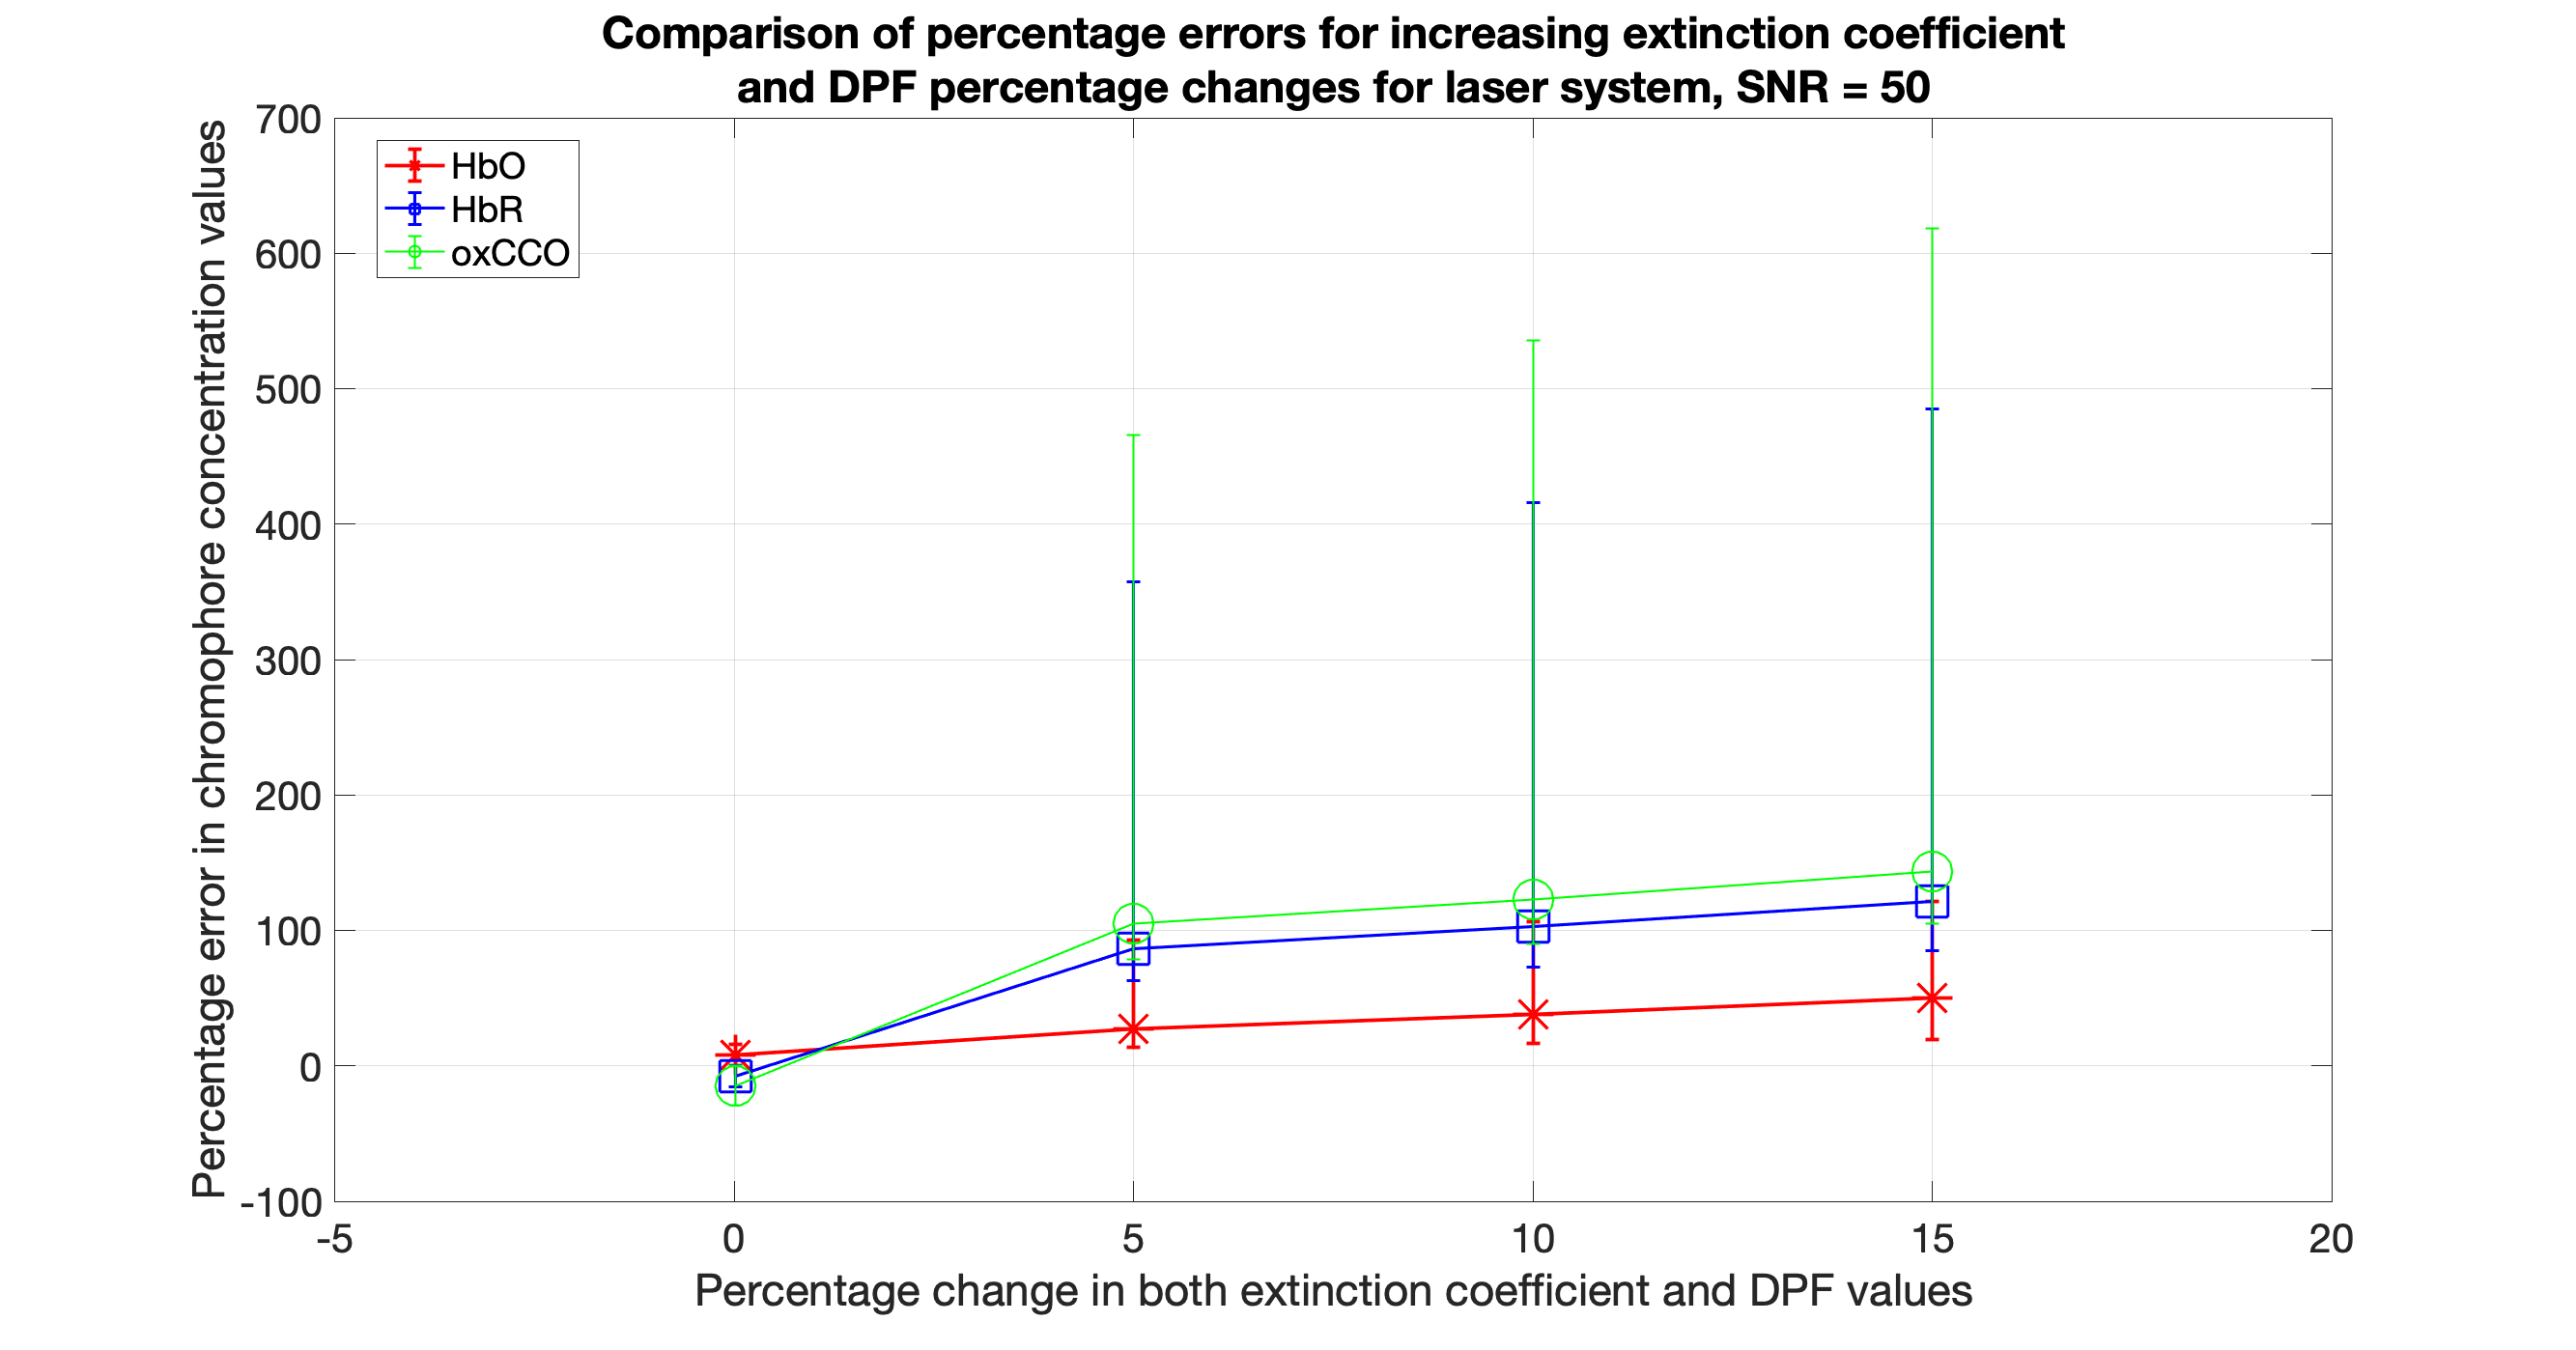 Comparison of percentage errors for increasing extinction coefficient
and DPF percentage changes for laser system, SNR = 50
Percentage error in chromophore concentration values
700
600
500
400
300
200
100
0
-100
HbO
HbR
oxCCO
-5
0
5
10
15
20
Percentage change in both extinction coefficient and DPF values